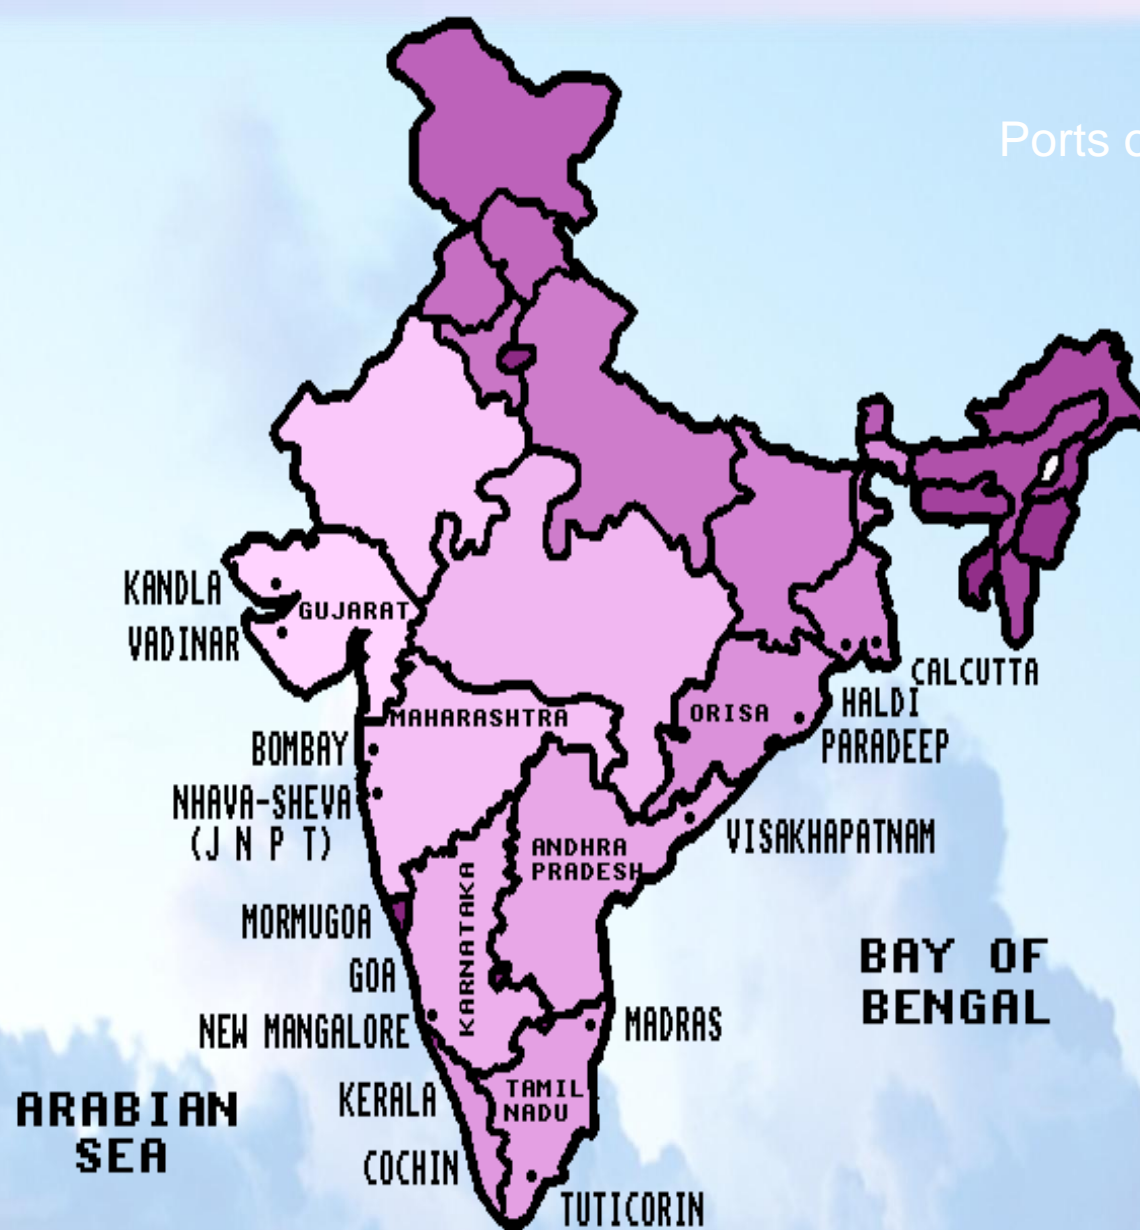 Ports o
KANDLA
GUJARAT
VADINAR
CALCUTTA
HALDI
MAHARASHTRA
ORISA
BOMBAY
PARADEEP
NHAVA-SHEVA
(J N P T)
VISAKHAPATNAM
ANDHRA
PRADESH
KARNATAKA
MORMUGOA
GOA
BAY OF
BENGAL
NEW MANGALORE
MADRAS
KERALA
TAMIL
NADU
ARABIAN
SEA
COCHIN
TUTICORIN